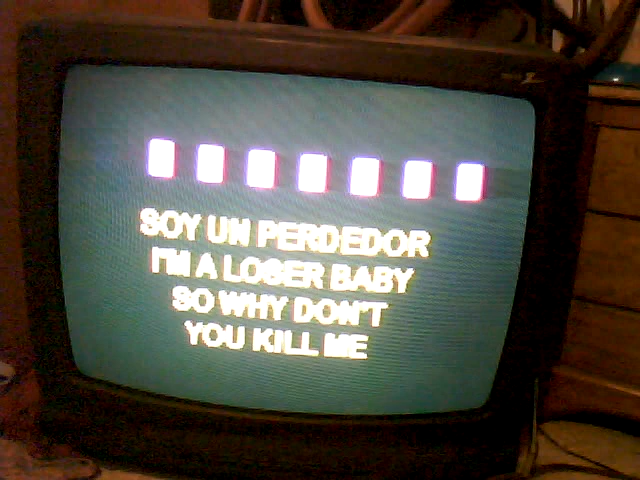 SOY UN PERDEDOR
I'M A LOSER BABY
SO WHY DON'T
YOU KILL ME